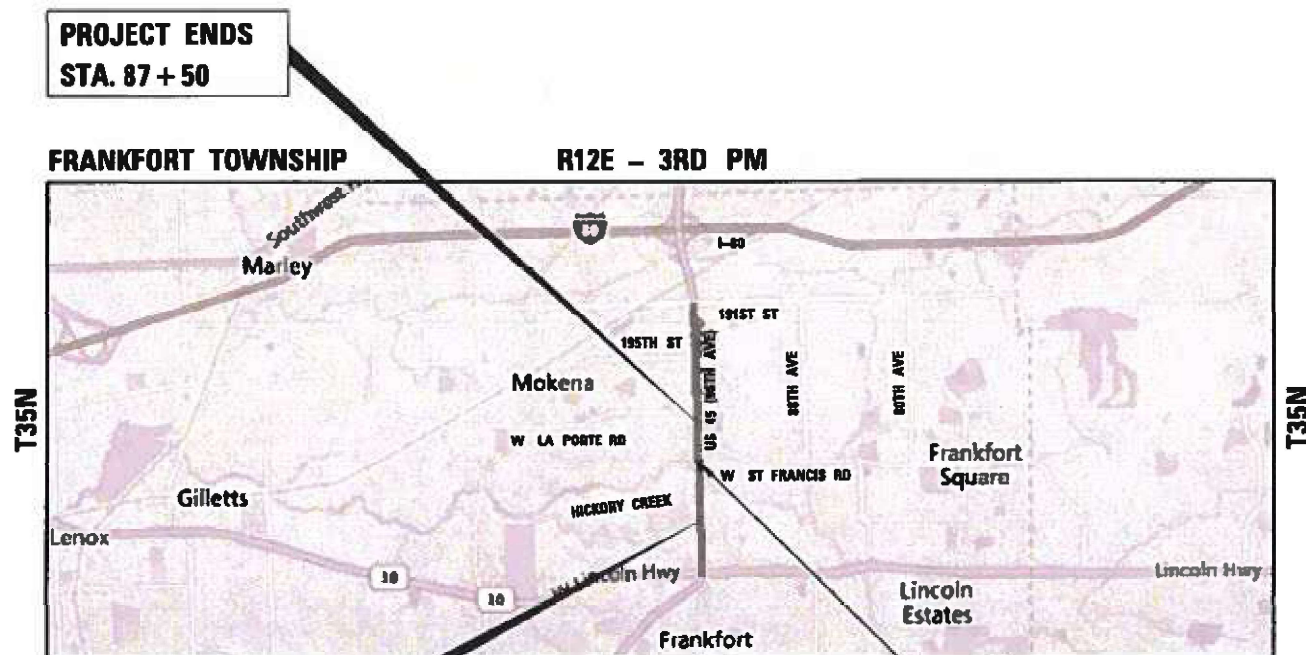 PROJECT ENDS
STA. 87+50
FRANKFORT TOWNSHIP
R12E – 3RD PM
Marley
80
I-80
191ST ST
195TH ST
Mokena
US 45 (96TH AVE)
88TH AVE
80TH AVE
T35N
T35N
W LA PORTE RD
Frankfort
Square
W ST FRANCIS RD
Gilletts
HICKORY CREEK
Lenox
30
30
W Lincoln Hwy
Lincoln Hwy
Lincoln
Estates
Frankfort